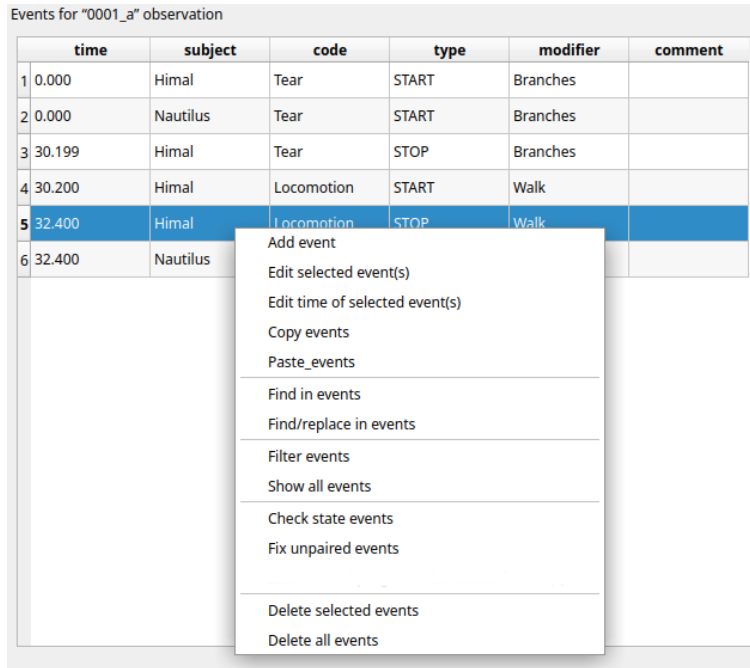 Events for “0001_a” observation
time subject code type modifier comment
1 0.000 Himal Tear START Branches
2 0.000 Nautilus Tear START Branches
3 30.199 Himal Tear STOP Branches
4 30.200 Himal Locomotion START Walk
5 32.400 Himal Locomotion STOP Walk
6 32.400 Nautilus
Add event
Edit selected event(s)
Edit time of selected event(s)
Copy events
Paste_events
Find in events
Find/replace in events
Filter events
Show all events
Check state events
Fix unpaired events
Delete selected events
Delete all events